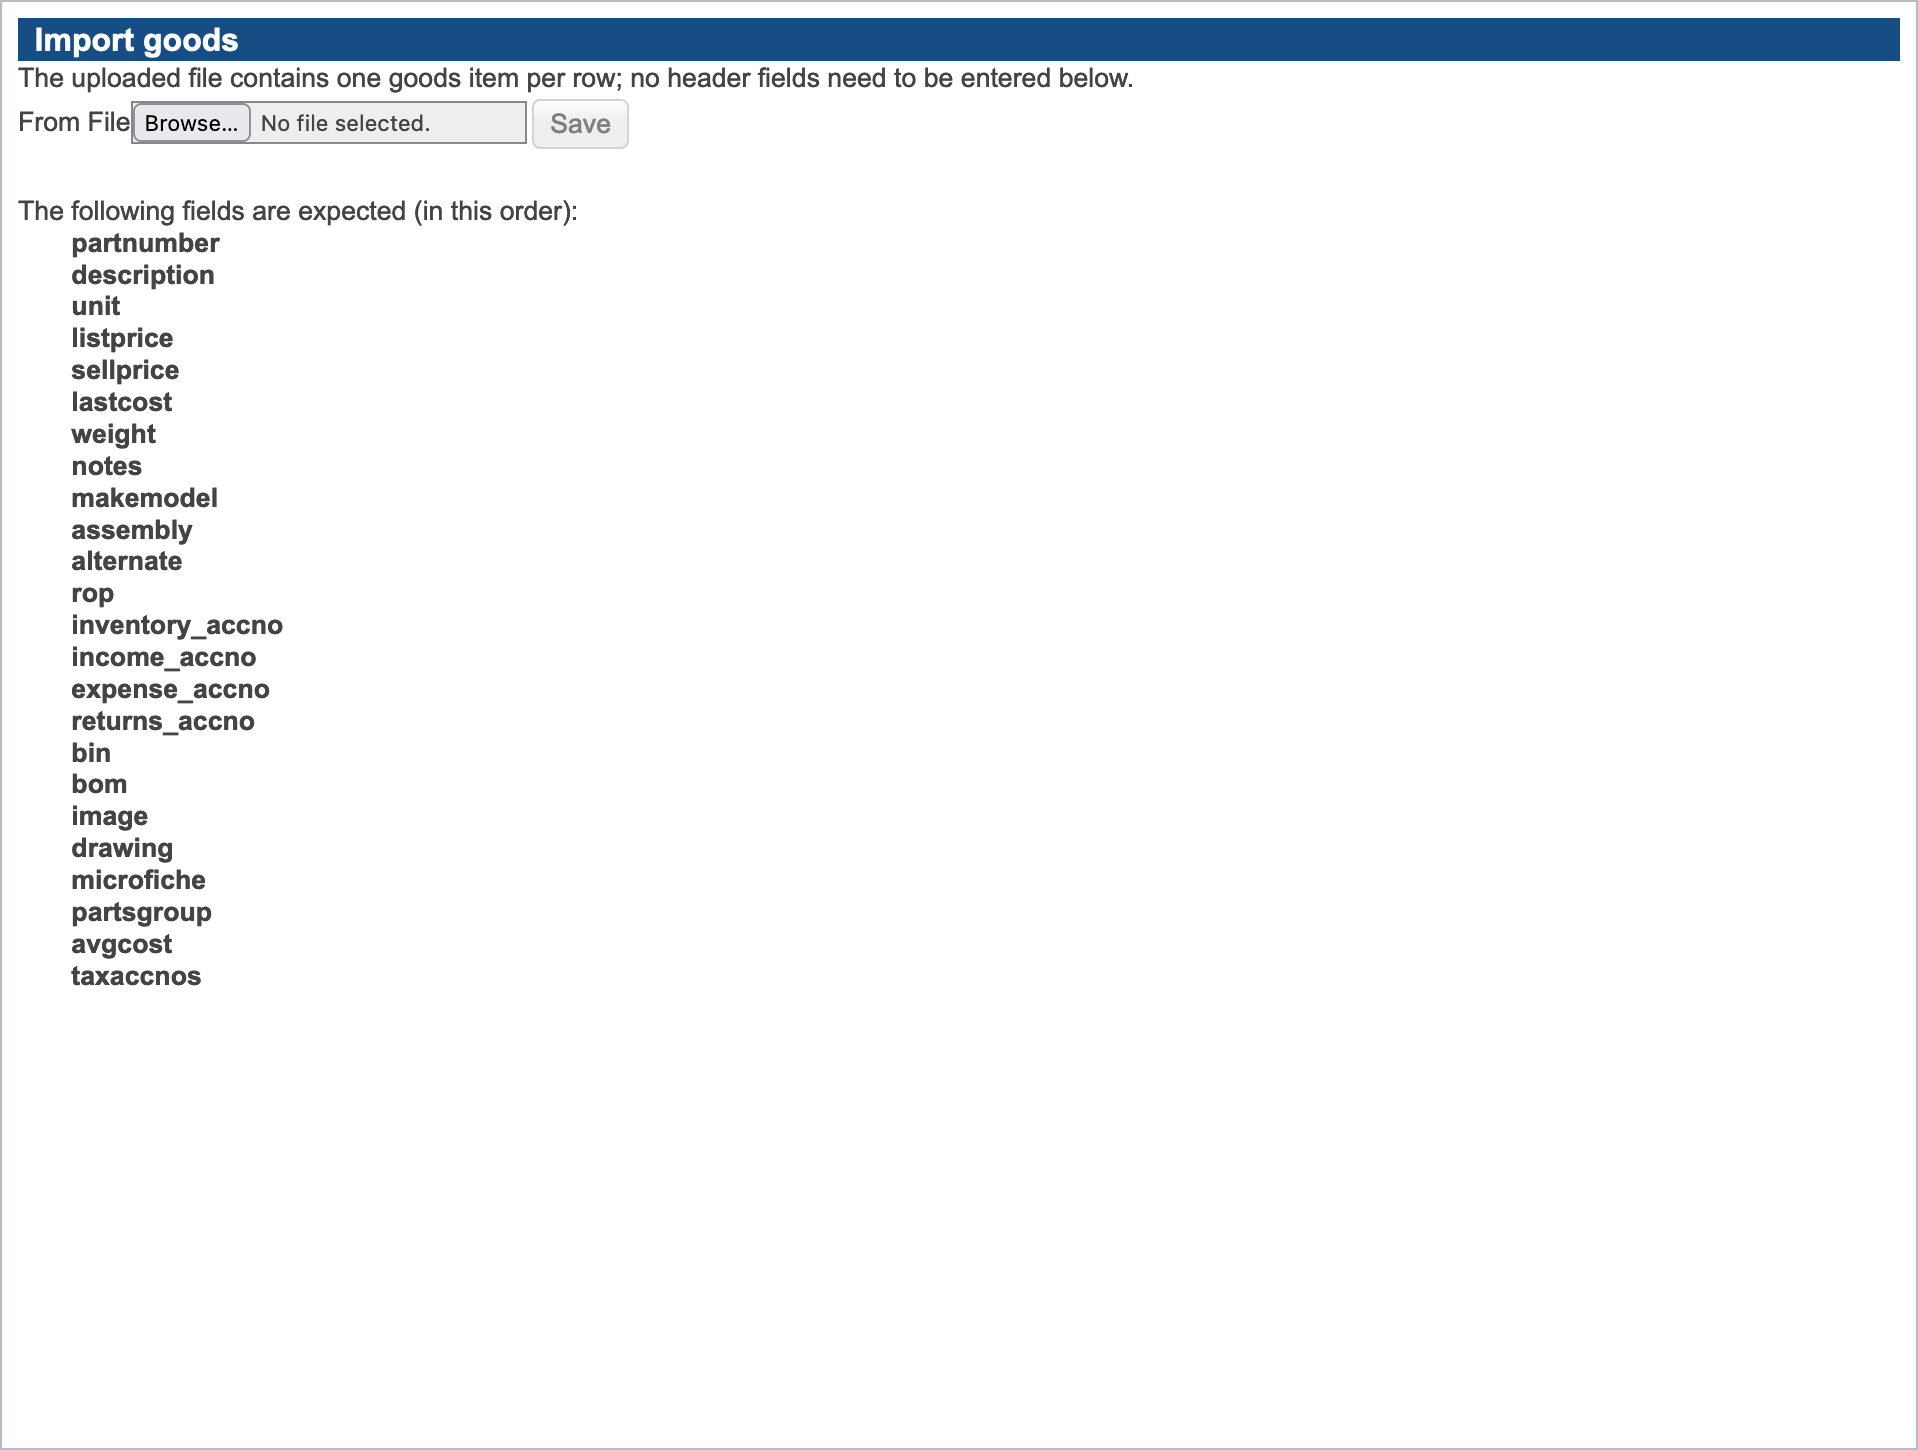 Import goods
The uploaded file contains one goods item per row; no header fields need to be entered below.
From File Browse... No file selected. Save
The following fields are expected (in this order):
partnumber
description
unit
listprice
sellprice
lastcost
weight
notes
makemodel
assembly
alternate
rop
inventory_accno
income_accno
expense_accno
returns_accno
bin
bom
image
drawing
microfiche
partsgroup
avgcost
taxaccnos